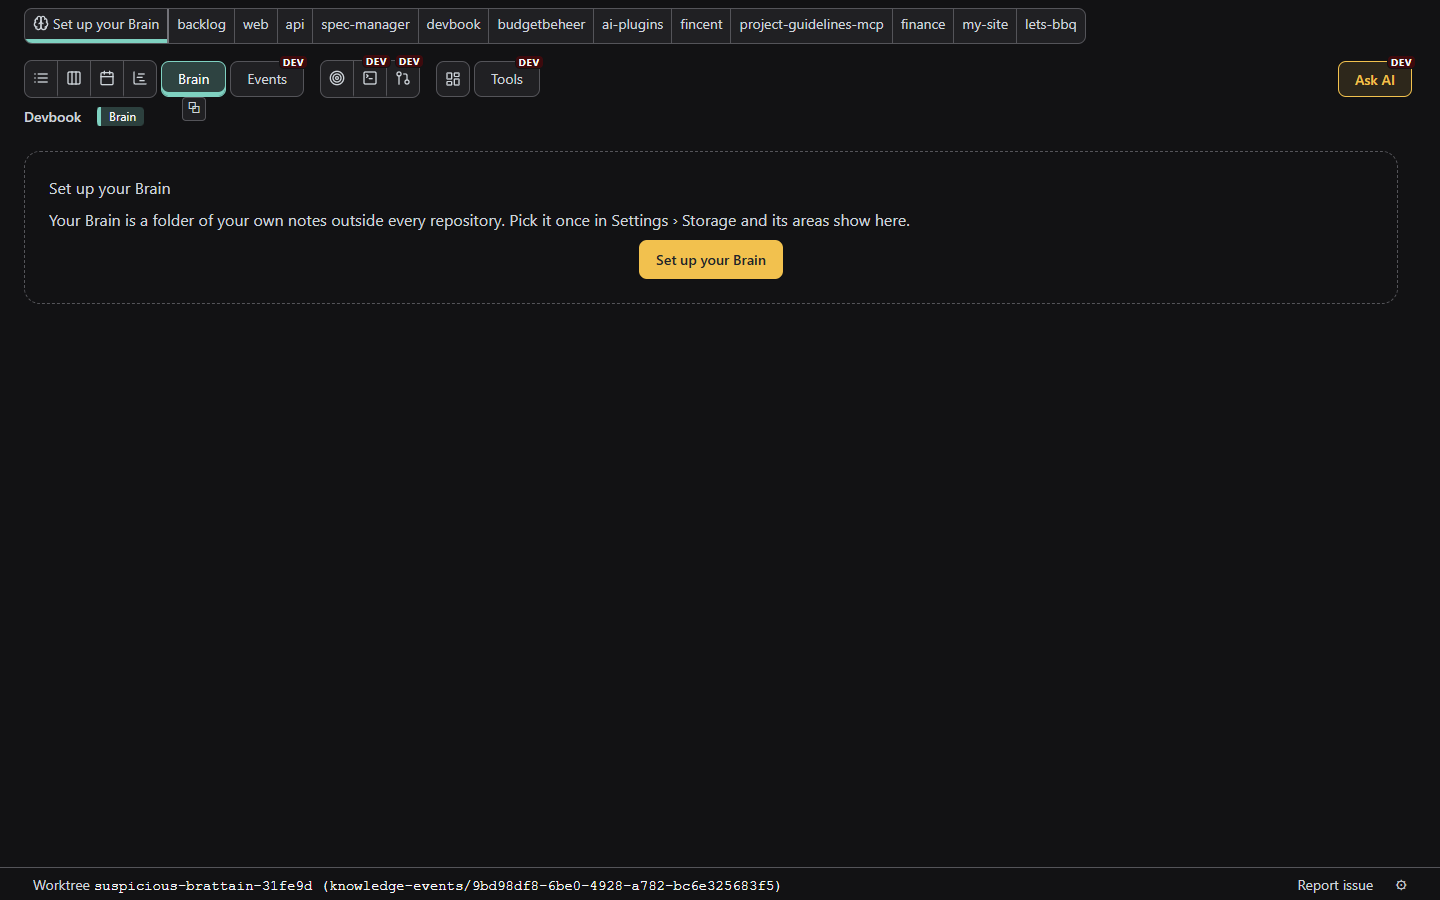 Set up your Brain backlog web api spec-manager devbook budgetbeheer ai-plugins fincent project-guidelines-mcp finance my-site lets-bbq
Brain Events DEV DEV DEV Tools DEV Ask AI DEV
Devbook Brain
Set up your Brain
Your Brain is a folder of your own notes outside every repository. Pick it once in Settings › Storage and its areas show here.
Set up your Brain
Worktree suspicious-brattain-31fe9d (knowledge-events/9bd98df8-6be0-4928-a782-bc6e325683f5) Report issue